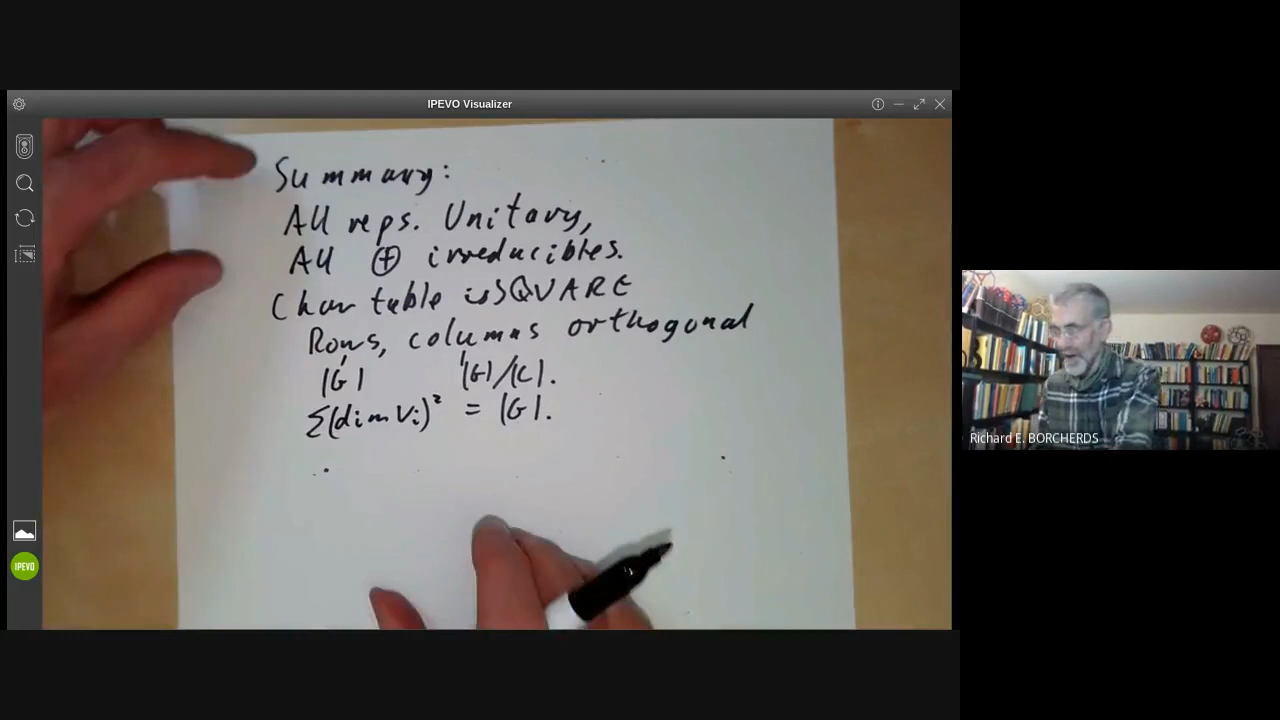 IPEVO Visualizer
Summary:
All reps. Unitary,
All ⊕ irreducibles.
Char table is SQUARE
Rows, columns orthogonal
|G| |G|/|C|.
Σ(dim Vi)² = |G|.
IPEVO
Richard E. BORCHERDS